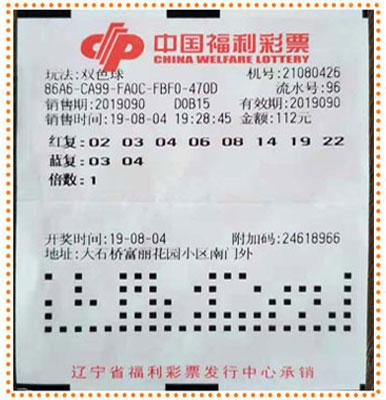 中国福利彩票
CHINA WELFARE LOTTERY
玩法:双色球 机号:21080426
86A6-CA99-FA0C-FBF0-470D 流水号:96
销售期:2019090 D0B15 有效期:2019090
销售时间:19-08-04 19:28:45 金额:112元
红复: 02 03 04 06 08 14 19 22
蓝复: 03 04
倍数: 1
开奖时间:19-08-04 附加码:24618966
地址:大石桥富丽花园小区南门外
辽宁省福利彩票发行中心承销